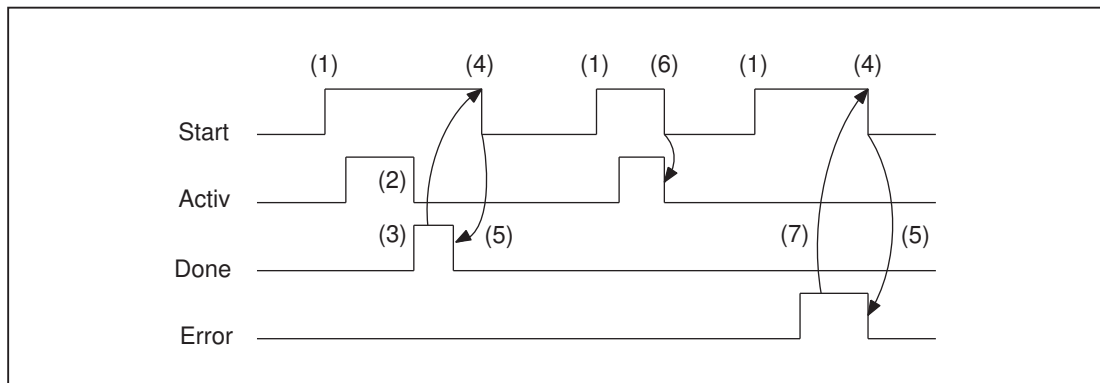 (1) (4) (1) (6) (1) (4)
Start
Activ (2)
(3) (5) (7) (5)
Done
Error